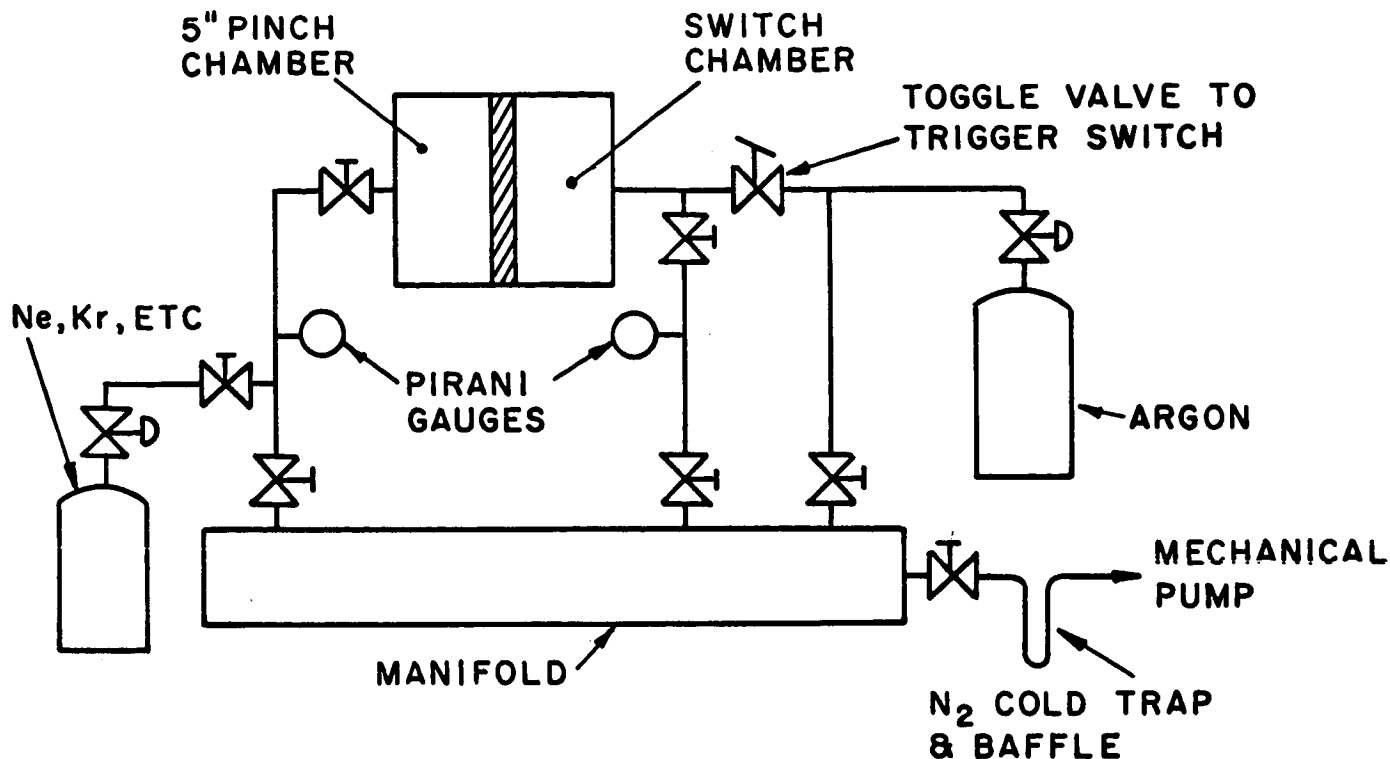 5" PINCH
CHAMBER
SWITCH
CHAMBER
TOGGLE VALVE TO
TRIGGER SWITCH
Ne, Kr, ETC
PIRANI
GAUGES
ARGON
MECHANICAL
PUMP
MANIFOLD
N₂ COLD TRAP
& BAFFLE